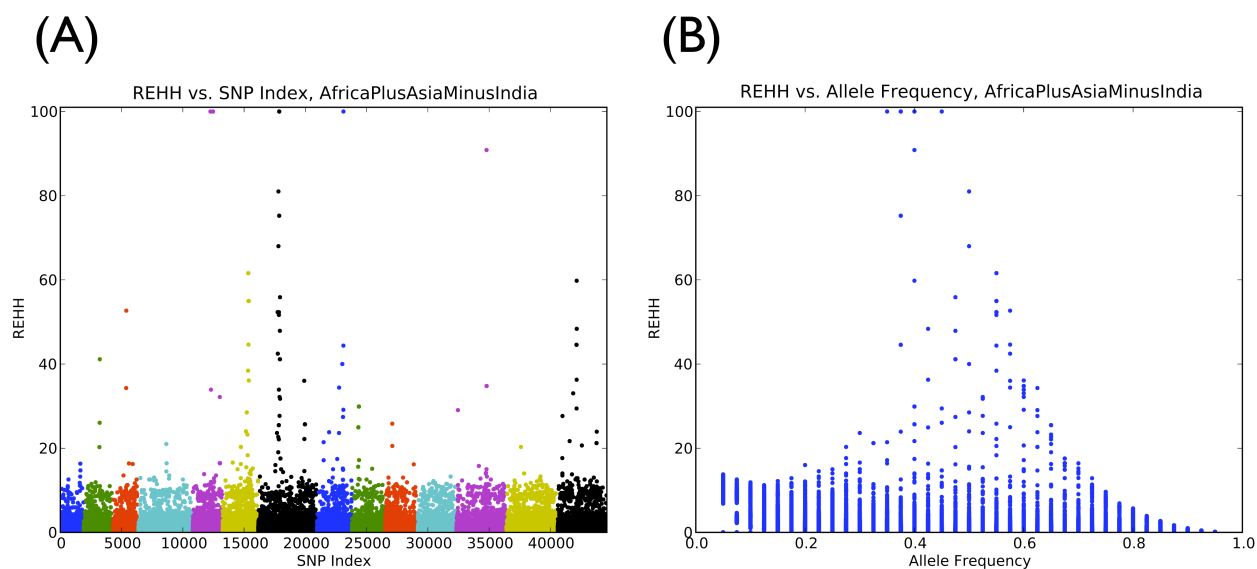 (A)
REHH vs. SNP Index, AfricaPlusAsiaMinusIndia
100
80
60
40
20
0
REHH
0 5000 10000 15000 20000 25000 30000 35000 40000
SNP Index
(B)
REHH vs. Allele Frequency, AfricaPlusAsiaMinusIndia
100
80
60
40
20
0
REHH
0.0 0.2 0.4 0.6 0.8 1.0
Allele Frequency